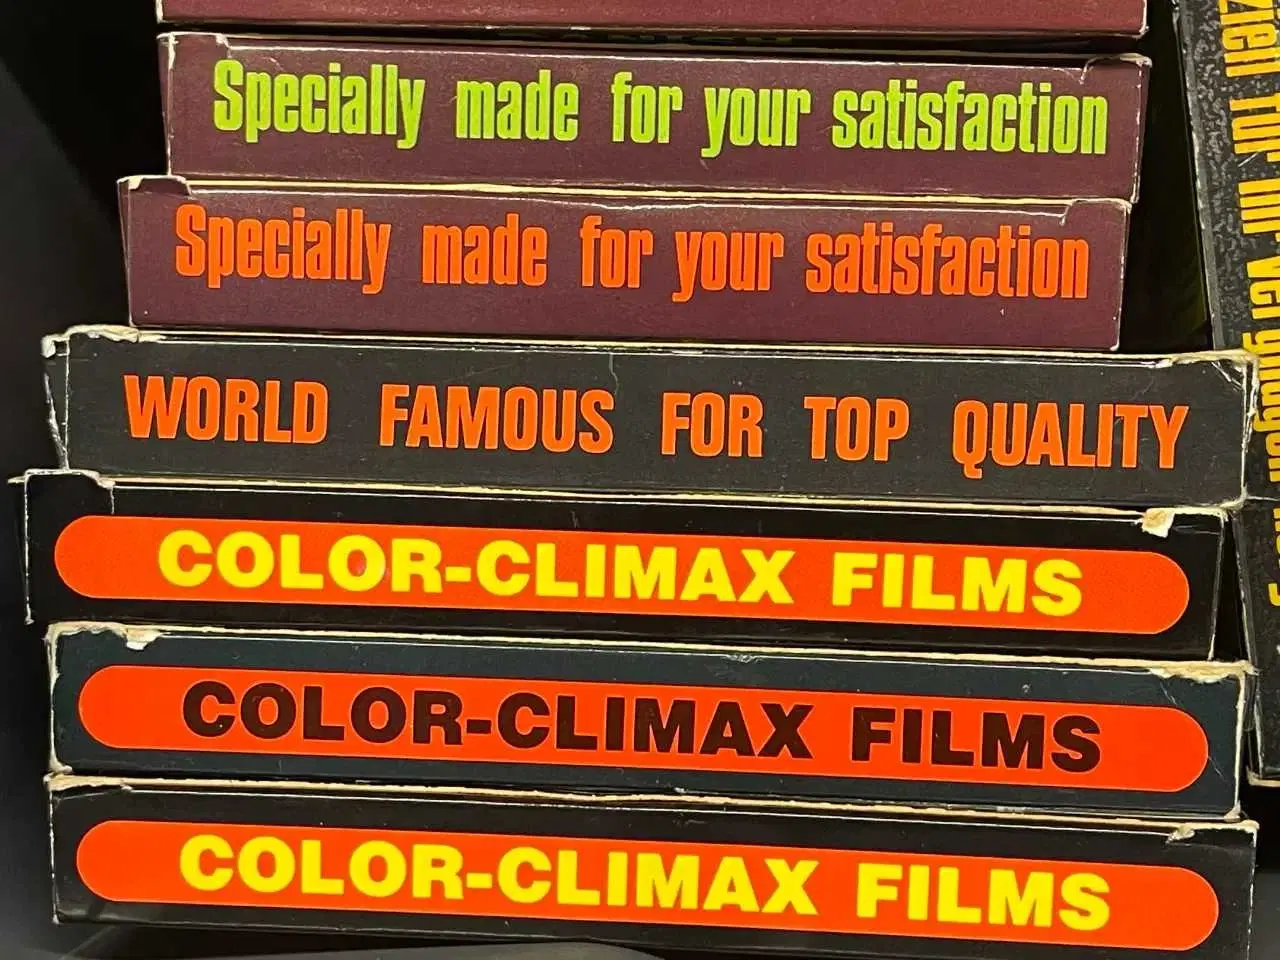 Specially made for your satisfaction
Specially made for your satisfaction
WORLD FAMOUS FOR TOP QUALITY
COLOR-CLIMAX FILMS
COLOR-CLIMAX FILMS
COLOR-CLIMAX FILMS